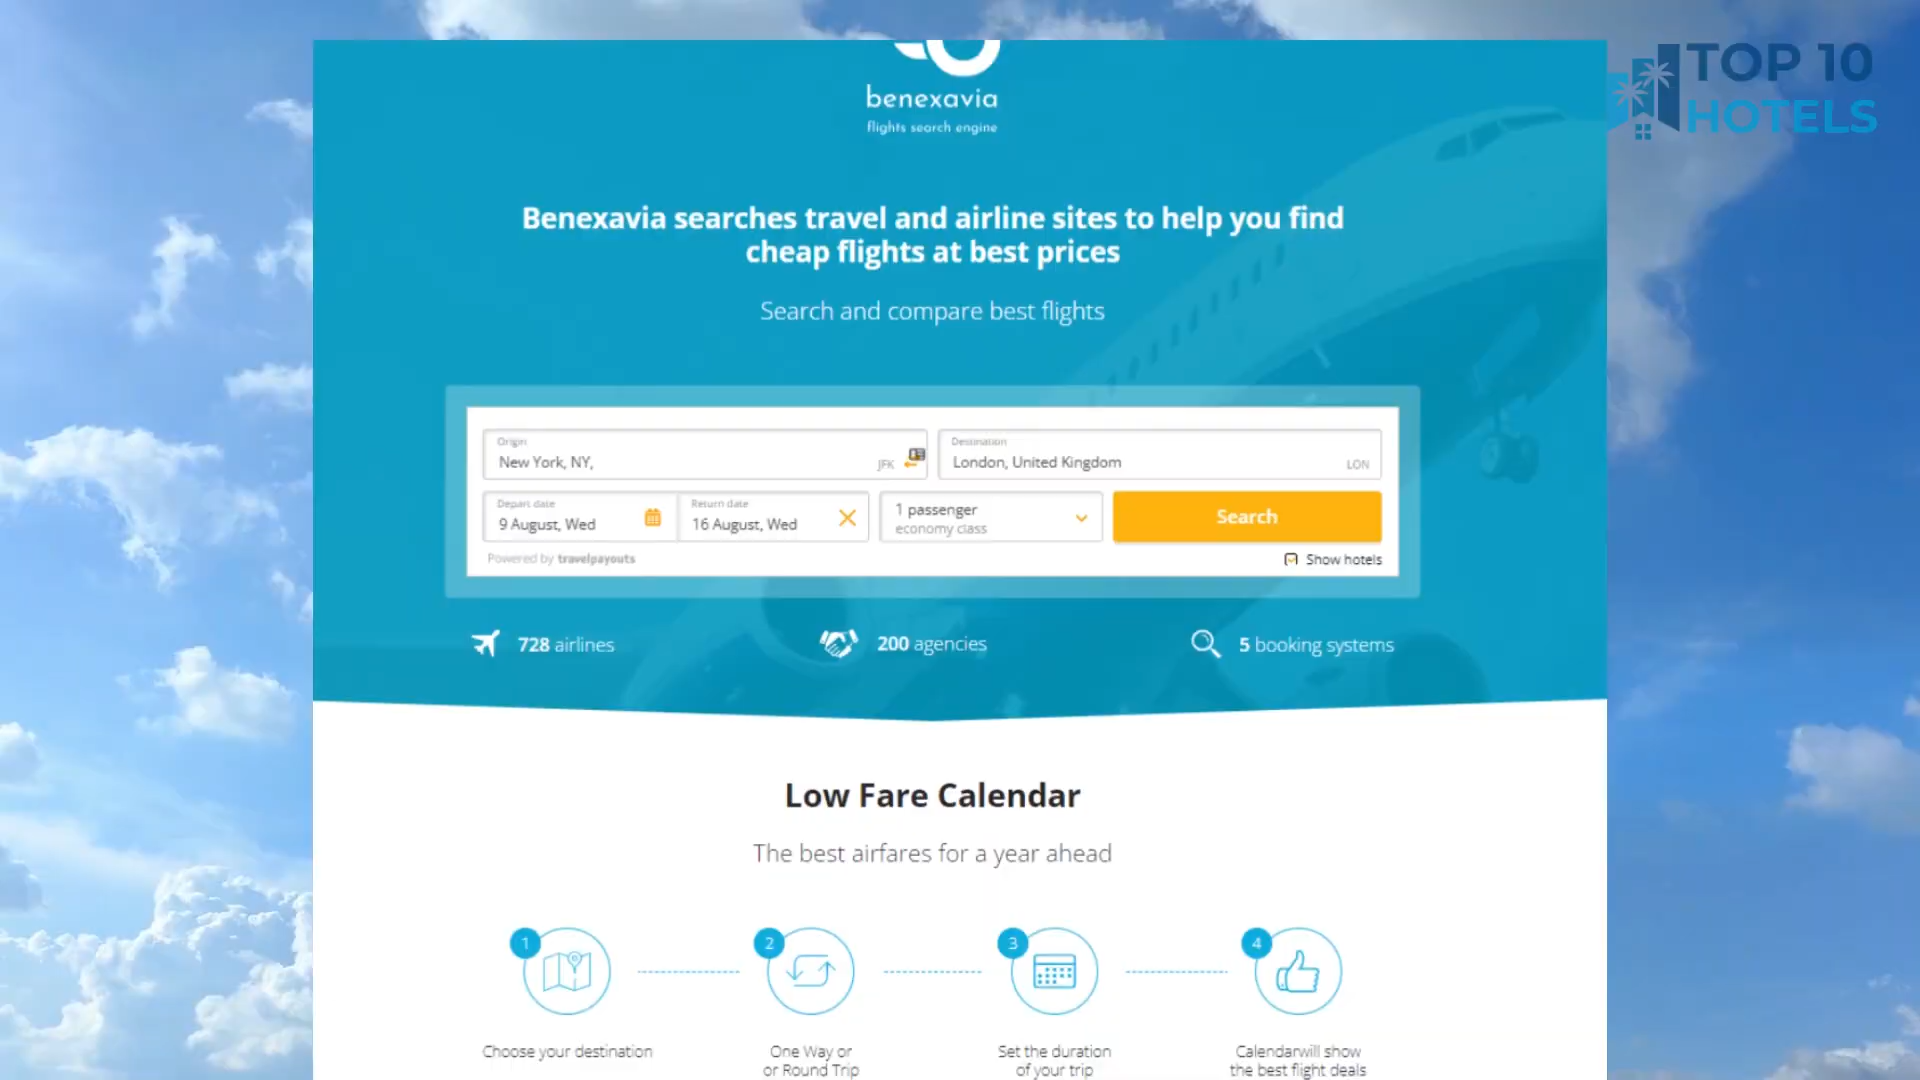 TOP 10
HOTELS
benexavia
flights search engine
Benexavia searches travel and airline sites to help you find
cheap flights at best prices
Search and compare best flights
Origin
New York, NY,
JFK
Destination
London, United Kingdom
LON
Depart date
9 August, Wed
Return date
16 August, Wed
1 passenger
economy class
Search
Powered by travelpayouts
Show hotels
728 airlines
200 agencies
5 booking systems
Low Fare Calendar
The best airfares for a year ahead
1
2
3
4
Choose your destination
One Way or
or Round Trip
Set the duration
of your trip
Calendarwill show
the best flight deals